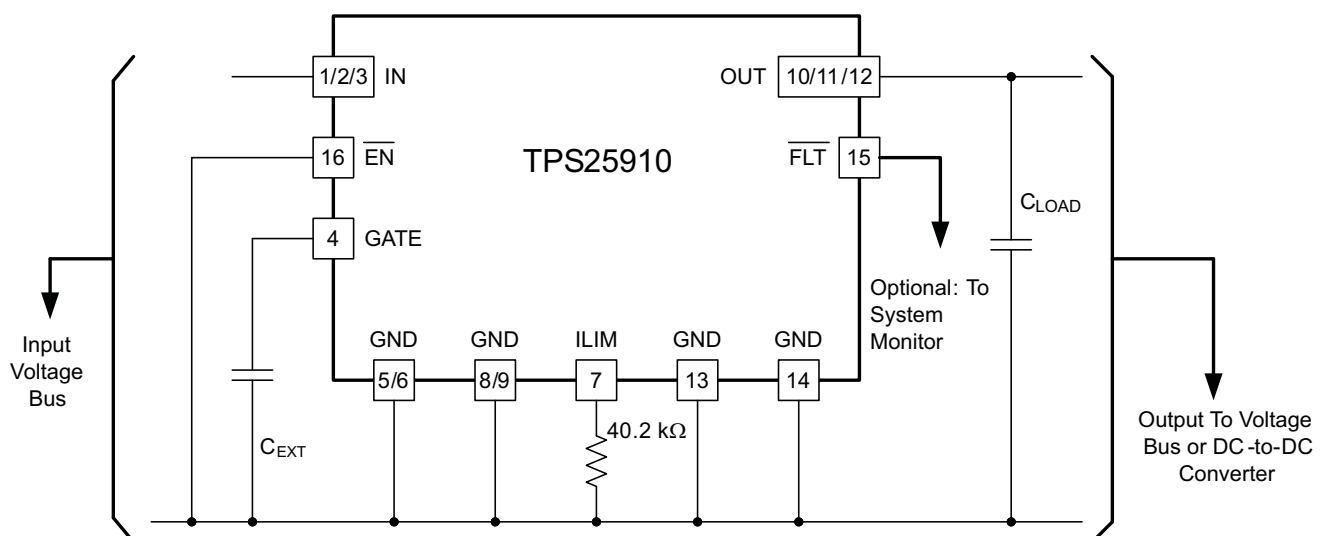 1/2/3 IN
OUT 10/11/12
16 EN
TPS25910
FLT 15
4 GATE
C_LOAD
Optional: To
System
Monitor
Input
Voltage
Bus
GND
GND
ILIM
GND
GND
5/6
8/9
7
13
14
40.2 kΩ
C_EXT
Output To Voltage
Bus or DC-to-DC
Converter